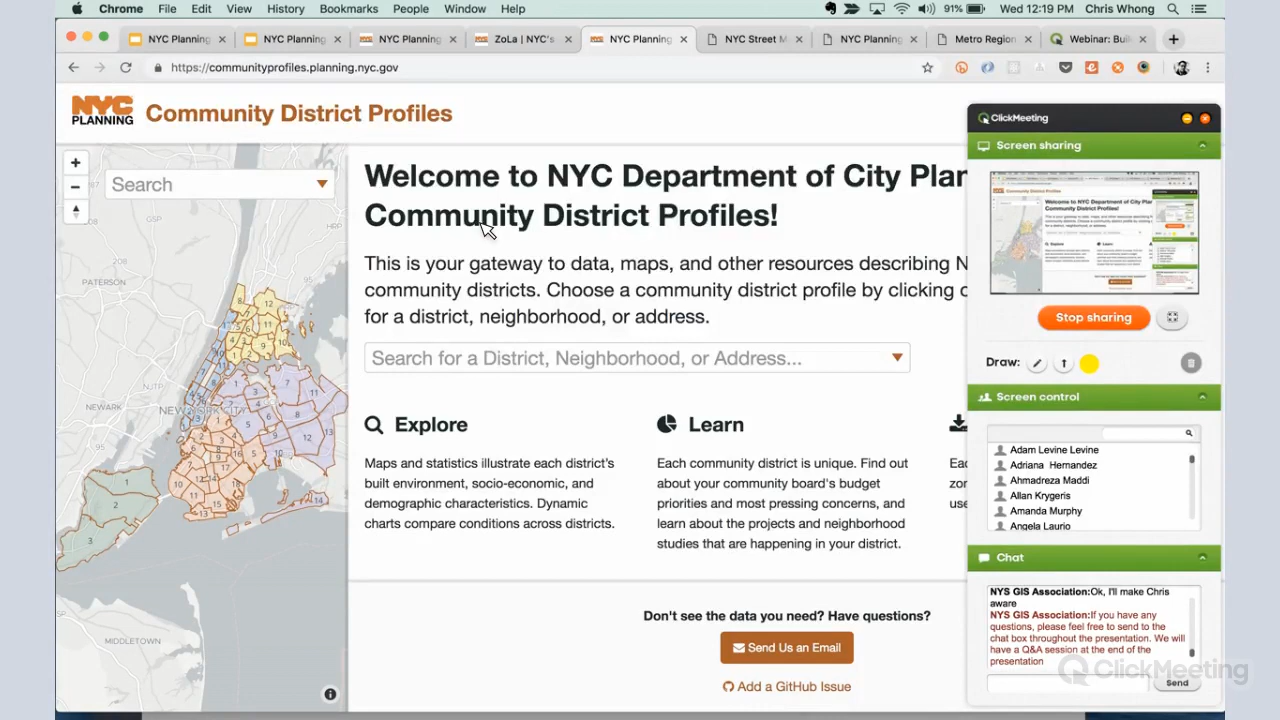 Chrome File Edit View History Bookmarks People Window Help
91% Wed 12:19 PM Chris Whong
NYC Planning NYC Planning NYC Planning ZoLa | NYC's NYC Planning NYC Street M NYC Planning Metro Region Webinar: Buil
https://communityprofiles.planning.nyc.gov
NYC
PLANNING
Community District Profiles
Search
PATERSON
NEWARK
NEW YORK CITY
MIDDLETOWN
Welcome to NYC Department of City Plan
Community District Profiles!
This is your gateway to data, maps, and other resources describing N
community districts. Choose a community district profile by clicking o
for a district, neighborhood, or address.
Search for a District, Neighborhood, or Address...
Explore
Maps and statistics illustrate each district's
built environment, socio-economic, and
demographic characteristics. Dynamic
charts compare conditions across districts.
Learn
Each community district is unique. Find out
about your community board's budget
priorities and most pressing concerns, and
learn about the projects and neighborhood
studies that are happening in your district.
Eac
zor
use
Don't see the data you need? Have questions?
Send Us an Email
Add a GitHub Issue
ClickMeeting
Screen sharing
Stop sharing
Draw:
Screen control
Adam Levine Levine
Adriana Hernandez
Ahmadreza Maddi
Allan Krygeris
Amanda Murphy
Angela Laurio
Chat
NYS GIS Association:Ok, I'll make Chris
aware
NYS GIS Association:If you have any
questions, please feel free to send to the
chat box throughout the presentation. We will
have a Q&A session at the end of the
presentation
Send
ClickMeeting